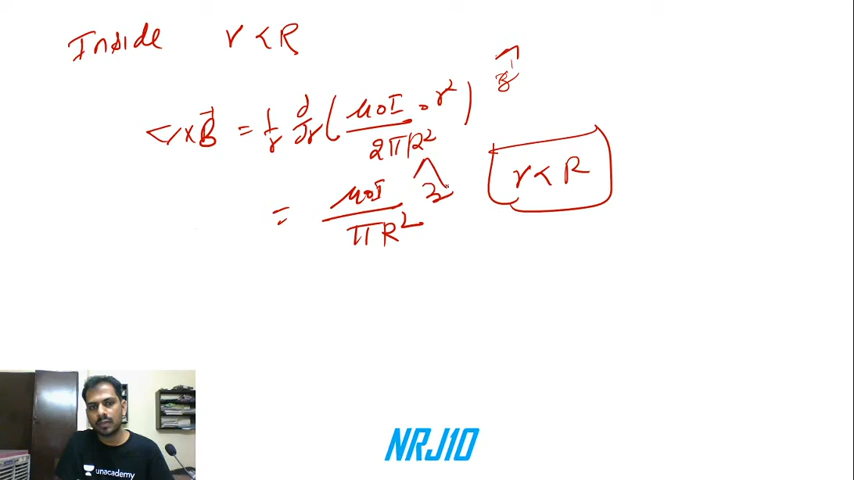 Inside r < R
∇×B⃗ = 1/r d/dr ( μ0I / 2πR² · r² ) ẑ
= μ0I / πR² ẑ r < R
unacademy
NRJ10